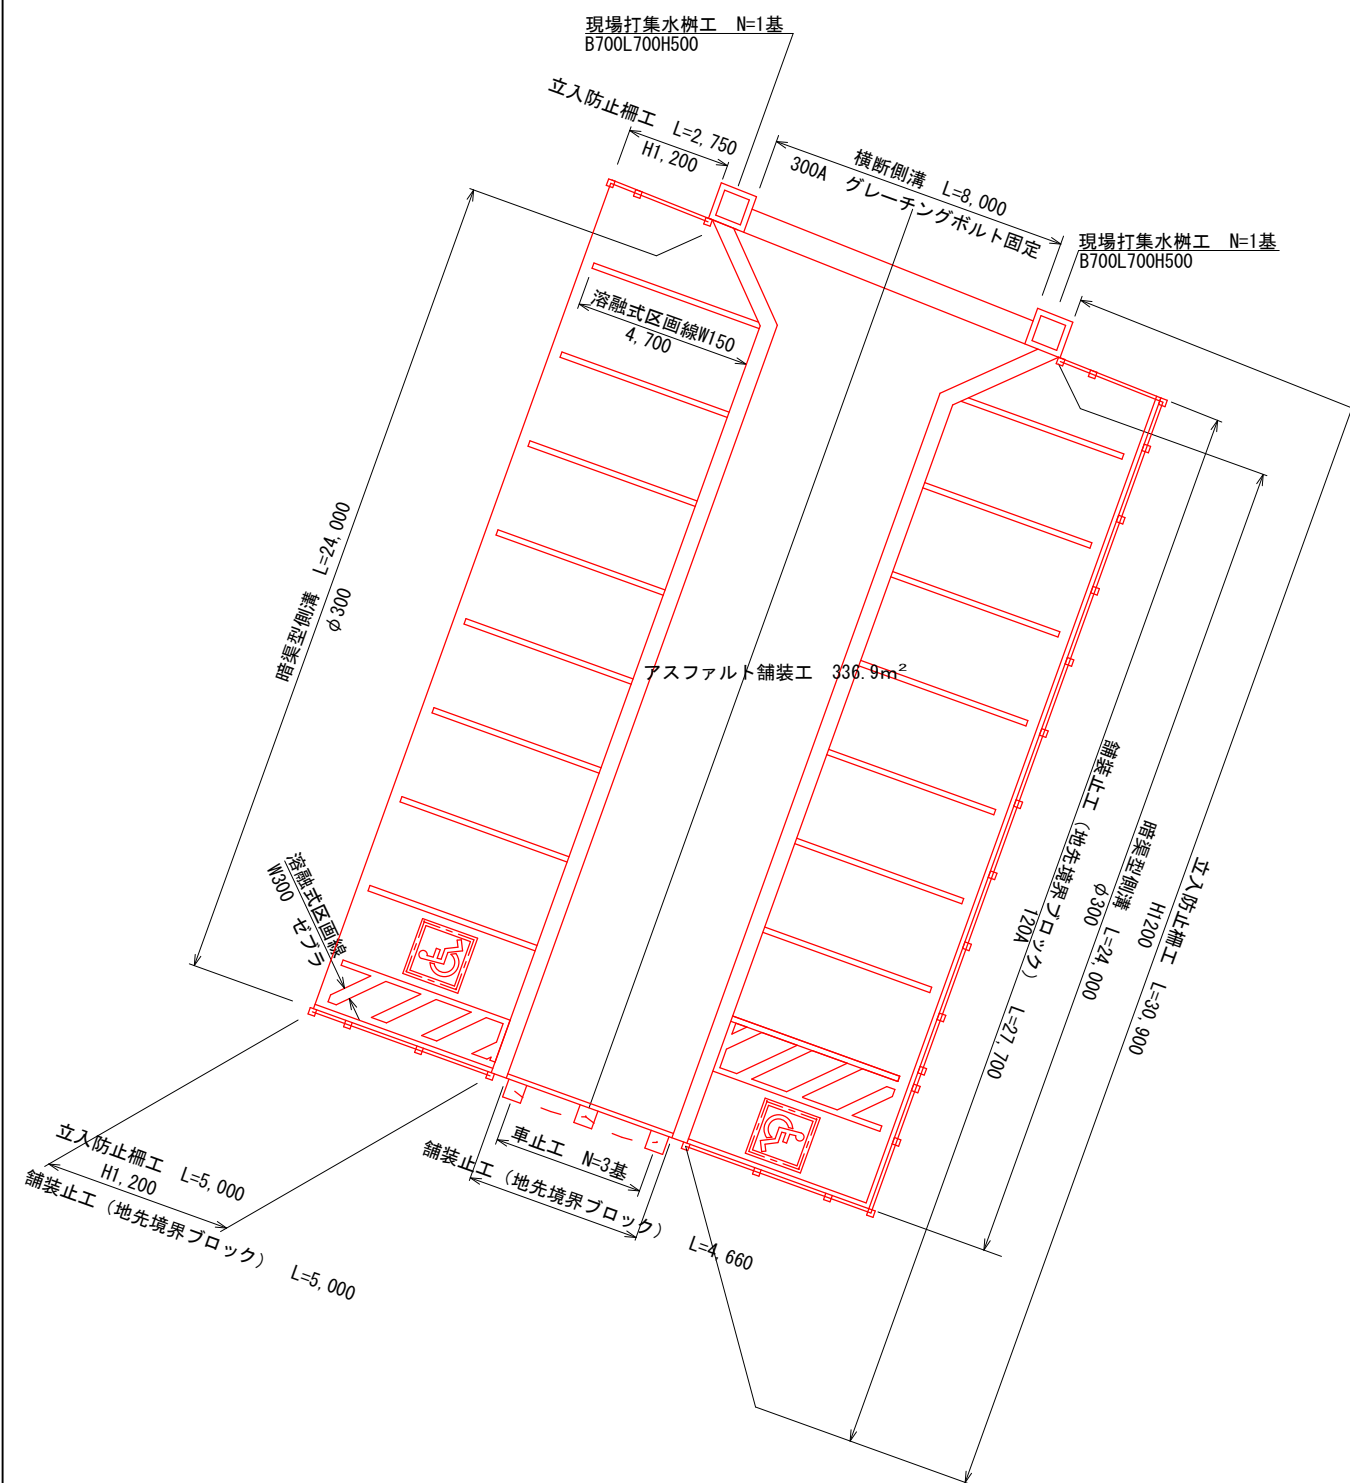 現場打集水桝工　N=1基
B700L700H500
立入防止柵工　L=2,750
H1,200
横断側溝　L=8,000
300A　グレーチングボルト固定
現場打集水桝工　N=1基
B700L700H500
溶融式区画線W150
4,700
暗渠型側溝　L=24,000
φ300
アスファルト舗装工　336.9m²
舗装止工（地先境界ブロック）　L=27,700
120A
暗渠型側溝
φ300　L=24,000
立入防止柵工
H1200　L=30,900
溶融式区画線
W300　ゼブラ
立入防止柵工　L=5,000
H1,200
舗装止工（地先境界ブロック）　L=5,000
車止工　N=3基
舗装止工（地先境界ブロック）　L=4,660